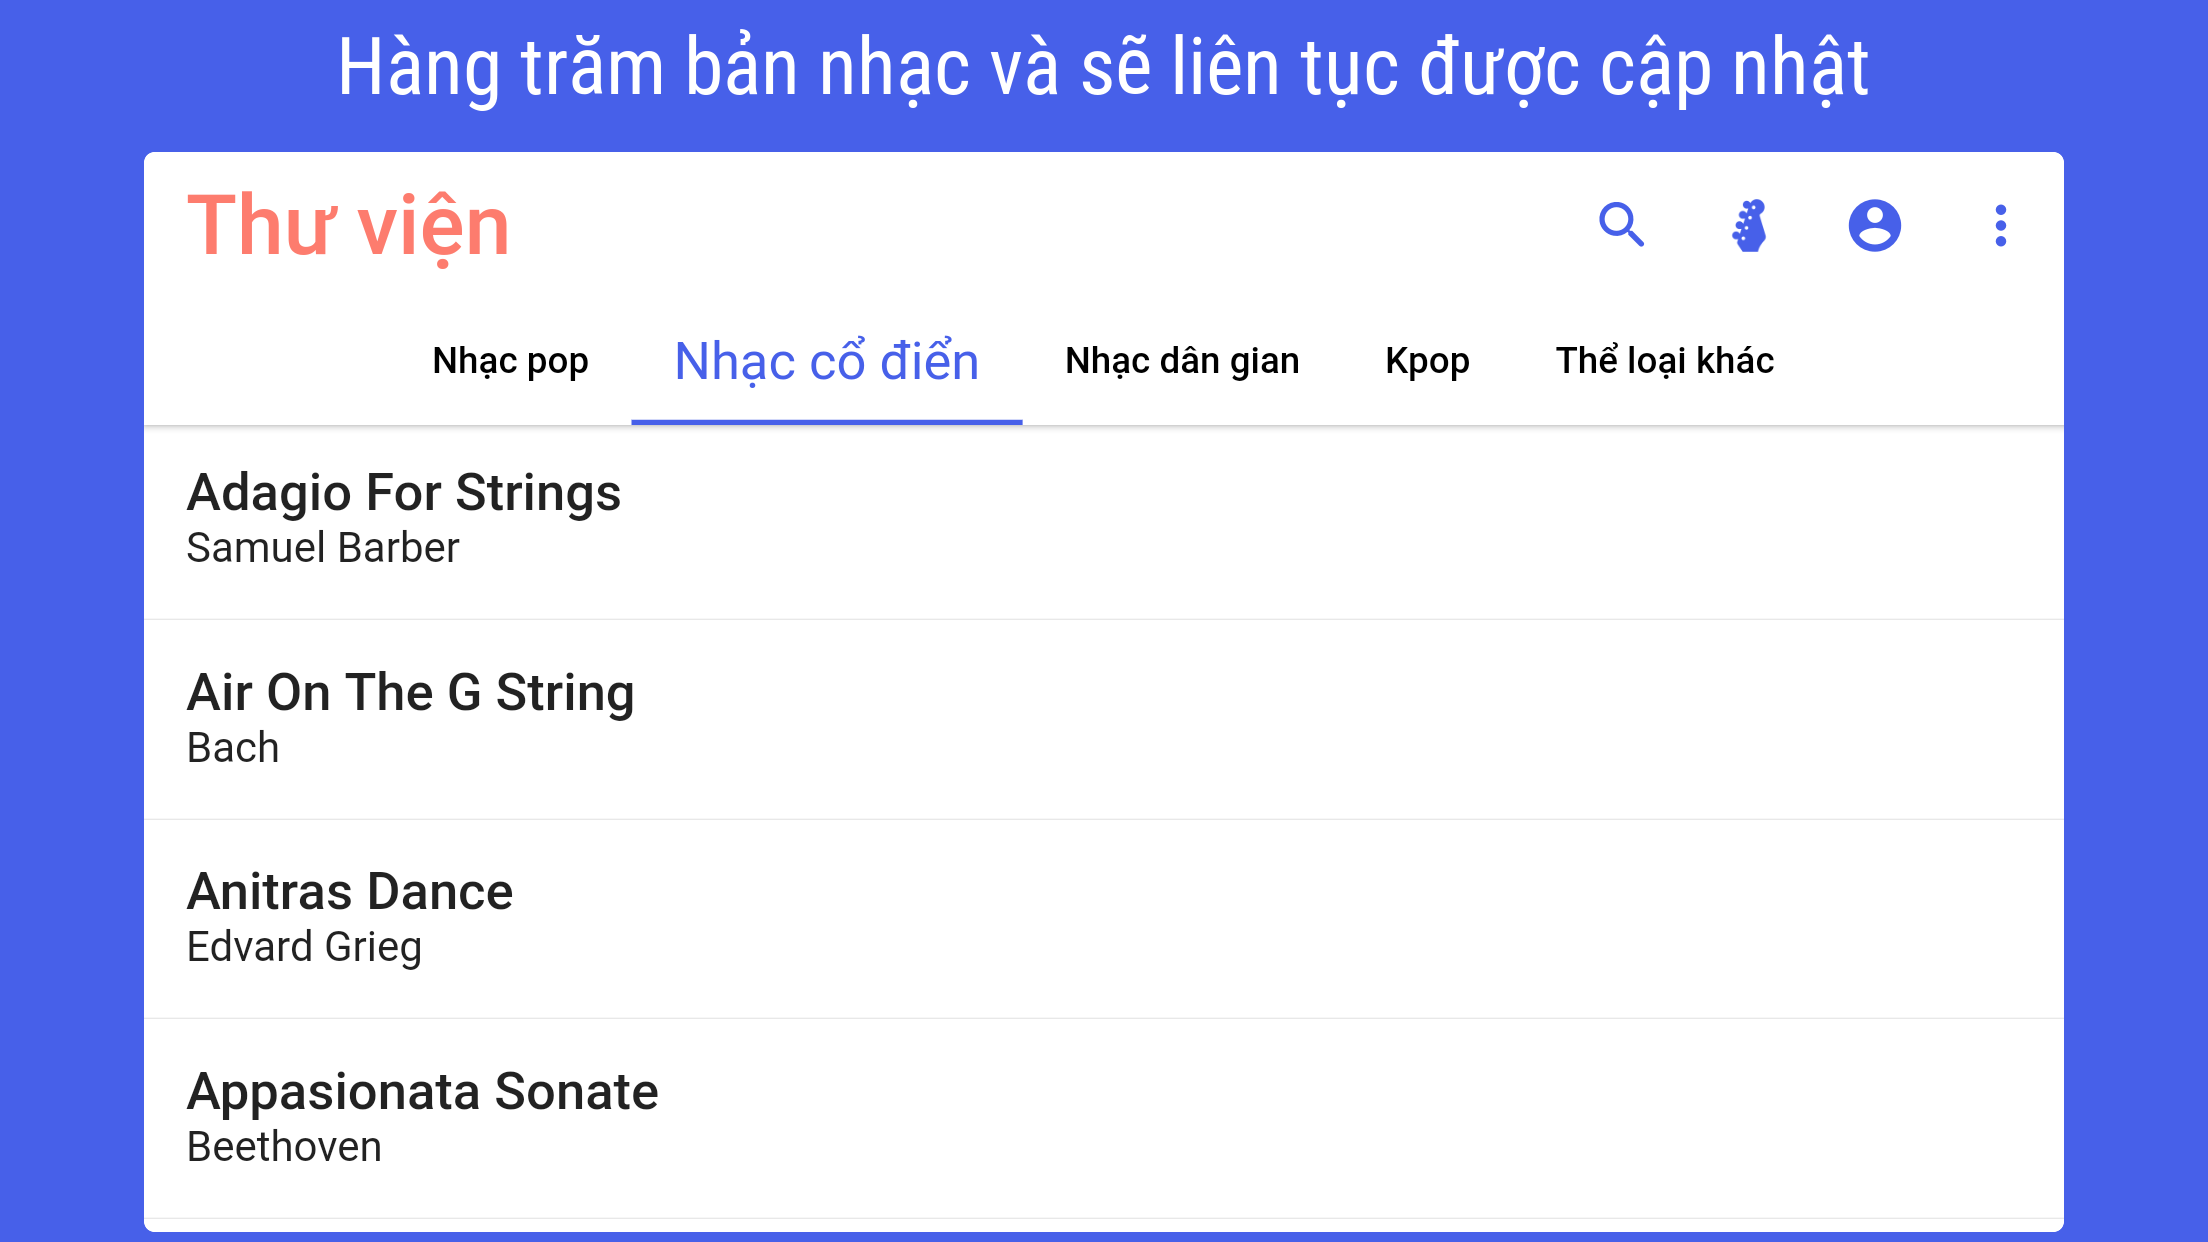 Hàng trăm bản nhạc và sẽ liên tục được cập nhật
Thư viện
Nhạc pop Nhạc cổ điển Nhạc dân gian Kpop Thể loại khác
Adagio For Strings
Samuel Barber
Air On The G String
Bach
Anitras Dance
Edvard Grieg
Appasionata Sonate
Beethoven